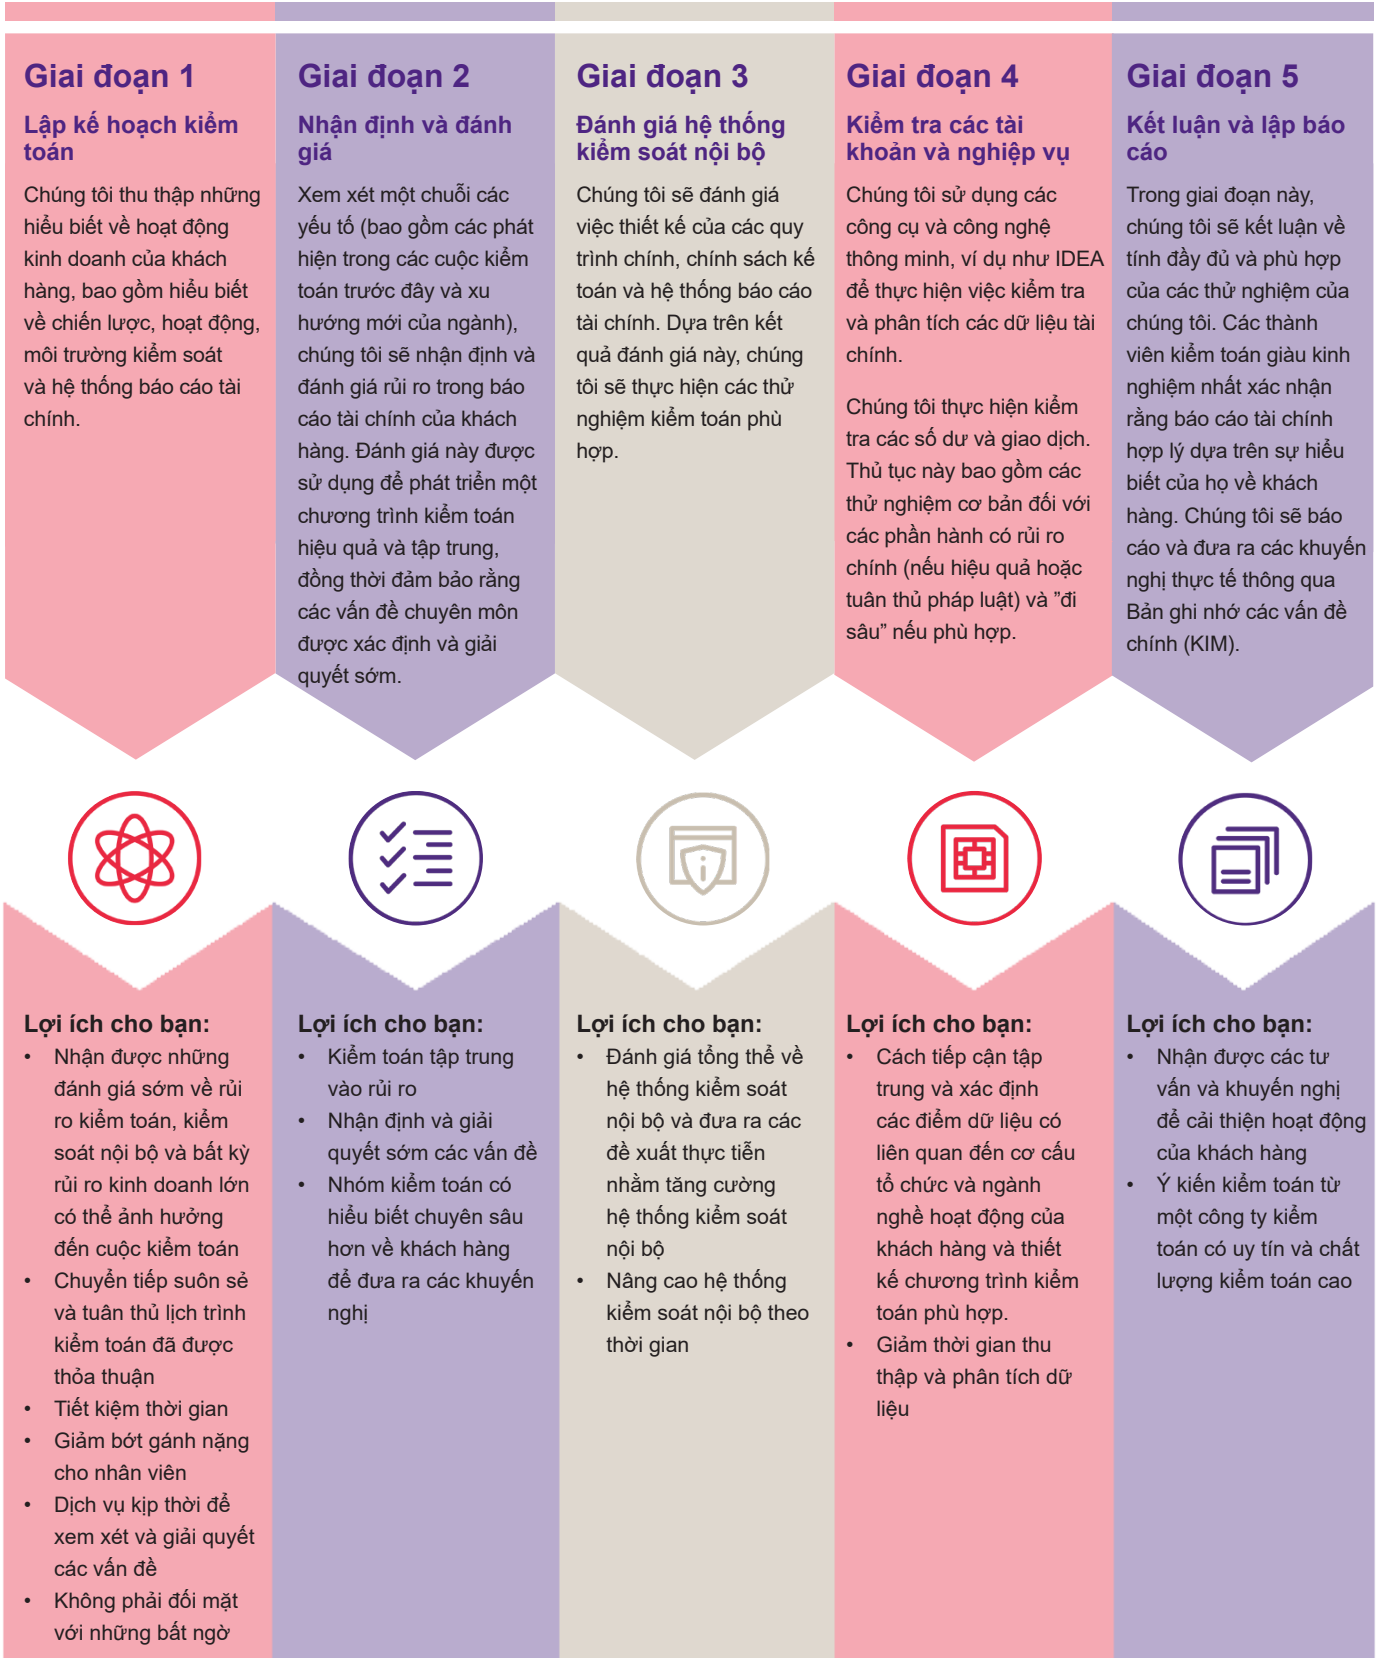 Giai đoạn 1
Lập kế hoạch kiểm
toán
Chúng tôi thu thập những
hiểu biết về hoạt động
kinh doanh của khách
hàng, bao gồm hiểu biết
về chiến lược, hoạt động,
môi trường kiểm soát
và hệ thống báo cáo tài
chính.
Giai đoạn 2
Nhận định và đánh
giá
Xem xét một chuỗi các
yếu tố (bao gồm các phát
hiện trong các cuộc kiểm
toán trước đây và xu
hướng mới của ngành),
chúng tôi sẽ nhận định và
đánh giá rủi ro trong báo
cáo tài chính của khách
hàng. Đánh giá này được
sử dụng để phát triển một
chương trình kiểm toán
hiệu quả và tập trung,
đồng thời đảm bảo rằng
các vấn đề chuyên môn
được xác định và giải
quyết sớm.
Giai đoạn 3
Đánh giá hệ thống
kiểm soát nội bộ
Chúng tôi sẽ đánh giá
việc thiết kế của các quy
trình chính, chính sách kế
toán và hệ thống báo cáo
tài chính. Dựa trên kết
quả đánh giá này, chúng
tôi sẽ thực hiện các thử
nghiệm kiểm toán phù
hợp.
Giai đoạn 4
Kiểm tra các tài
khoản và nghiệp vụ
Chúng tôi sử dụng các
công cụ và công nghệ
thông minh, ví dụ như IDEA
để thực hiện việc kiểm tra
và phân tích các dữ liệu tài
chính.
Chúng tôi thực hiện kiểm
tra các số dư và giao dịch.
Thủ tục này bao gồm các
thử nghiệm cơ bản đối với
các phần hành có rủi ro
chính (nếu hiệu quả hoặc
tuân thủ pháp luật) và ”đi
sâu” nếu phù hợp.
Giai đoạn 5
Kết luận và lập báo
cáo
Trong giai đoạn này,
chúng tôi sẽ kết luận về
tính đầy đủ và phù hợp
của các thử nghiệm của
chúng tôi. Các thành
viên kiểm toán giàu kinh
nghiệm nhất xác nhận
rằng báo cáo tài chính
hợp lý dựa trên sự hiểu
biết của họ về khách
hàng. Chúng tôi sẽ báo
cáo và đưa ra các khuyến
nghị thực tế thông qua
Bản ghi nhớ các vấn đề
chính (KIM).
Lợi ích cho bạn:
• Nhận được những
đánh giá sớm về rủi
ro kiểm toán, kiểm
soát nội bộ và bất kỳ
rủi ro kinh doanh lớn
có thể ảnh hưởng
đến cuộc kiểm toán
• Chuyển tiếp suôn sẻ
và tuân thủ lịch trình
kiểm toán đã được
thỏa thuận
• Tiết kiệm thời gian
• Giảm bớt gánh nặng
cho nhân viên
• Dịch vụ kịp thời để
xem xét và giải quyết
các vấn đề
• Không phải đối mặt
với những bất ngờ
Lợi ích cho bạn:
• Kiểm toán tập trung
vào rủi ro
• Nhận định và giải
quyết sớm các vấn đề
• Nhóm kiểm toán có
hiểu biết chuyên sâu
hơn về khách hàng
để đưa ra các khuyến
nghị
Lợi ích cho bạn:
• Đánh giá tổng thể về
hệ thống kiểm soát
nội bộ và đưa ra các
đề xuất thực tiễn
nhằm tăng cường
hệ thống kiểm soát
nội bộ
• Nâng cao hệ thống
kiểm soát nội bộ theo
thời gian
Lợi ích cho bạn:
• Cách tiếp cận tập
trung và xác định
các điểm dữ liệu có
liên quan đến cơ cấu
tổ chức và ngành
nghề hoạt động của
khách hàng và thiết
kế chương trình kiểm
toán phù hợp.
• Giảm thời gian thu
thập và phân tích dữ
liệu
Lợi ích cho bạn:
• Nhận được các tư
vấn và khuyến nghị
để cải thiện hoạt động
của khách hàng
• Ý kiến kiểm toán từ
một công ty kiểm
toán có uy tín và chất
lượng kiểm toán cao